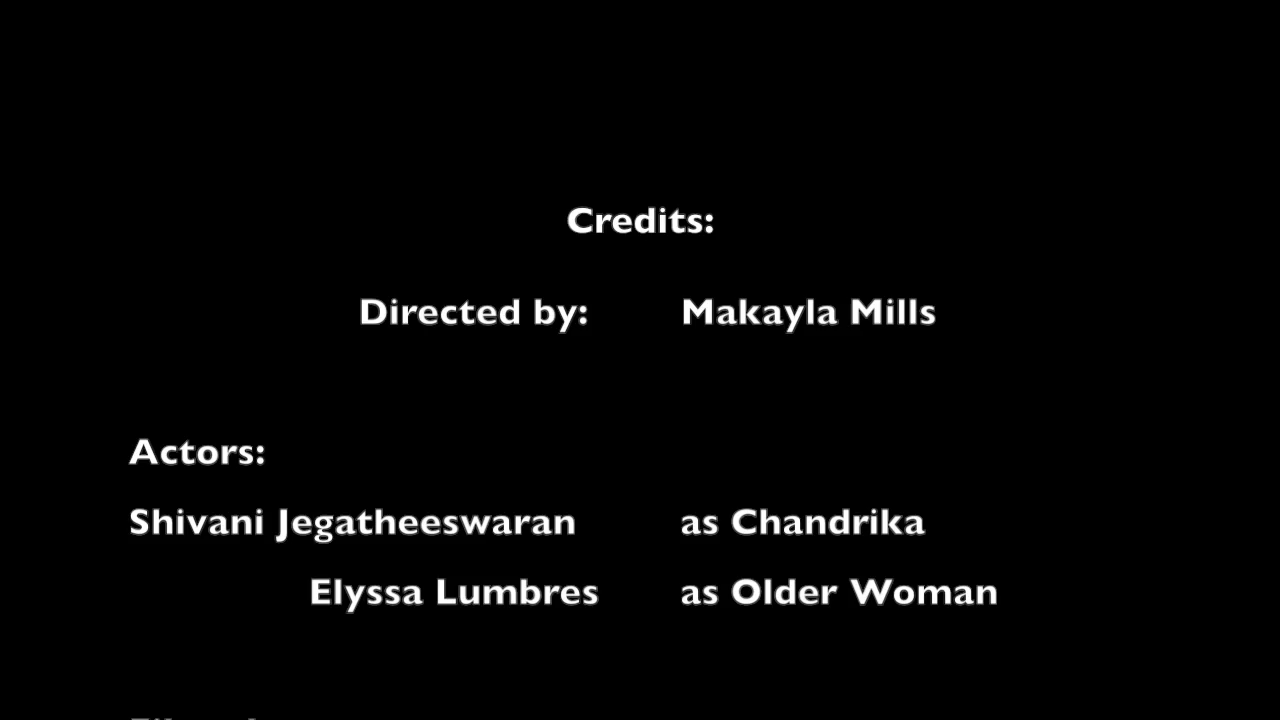 Credits:
Directed by: Makayla Mills
Actors:
Shivani Jegatheeswaran as Chandrika
Elyssa Lumbres as Older Woman